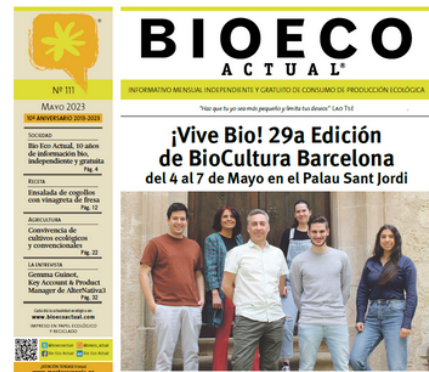 Nº 111
MAYO 2023
10º ANIVERSARIO 2013-2023
SOCIEDAD
Bio Eco Actual, 10 años
de información bio,
independiente y gratuita
Pág. 4
RECETA
Ensalada de cogollos
con vinagreta de fresa
Pág. 12
AGRICULTURA
Convivencia de
cultivos ecológicos
y convencionales
Pág. 22
LA ENTREVISTA
Gemma Guinot,
Key Account & Product
Manager de AlterNativa3
Pág. 32
www.bioecoactual.com
IMPRESO EN PAPEL ECOLÓGICO
Y RECICLADO
BIOECO
ACTUAL®
INFORMATIVO MENSUAL INDEPENDIENTE Y GRATUITO DE CONSUMO DE PRODUCCIÓN ECOLÓGICA
"Haz que tu yo sea más pequeño y limita tus deseos" LAO TSÉ
¡Vive Bio! 29a Edición
de BioCultura Barcelona
del 4 al 7 de Mayo en el Palau Sant Jordi